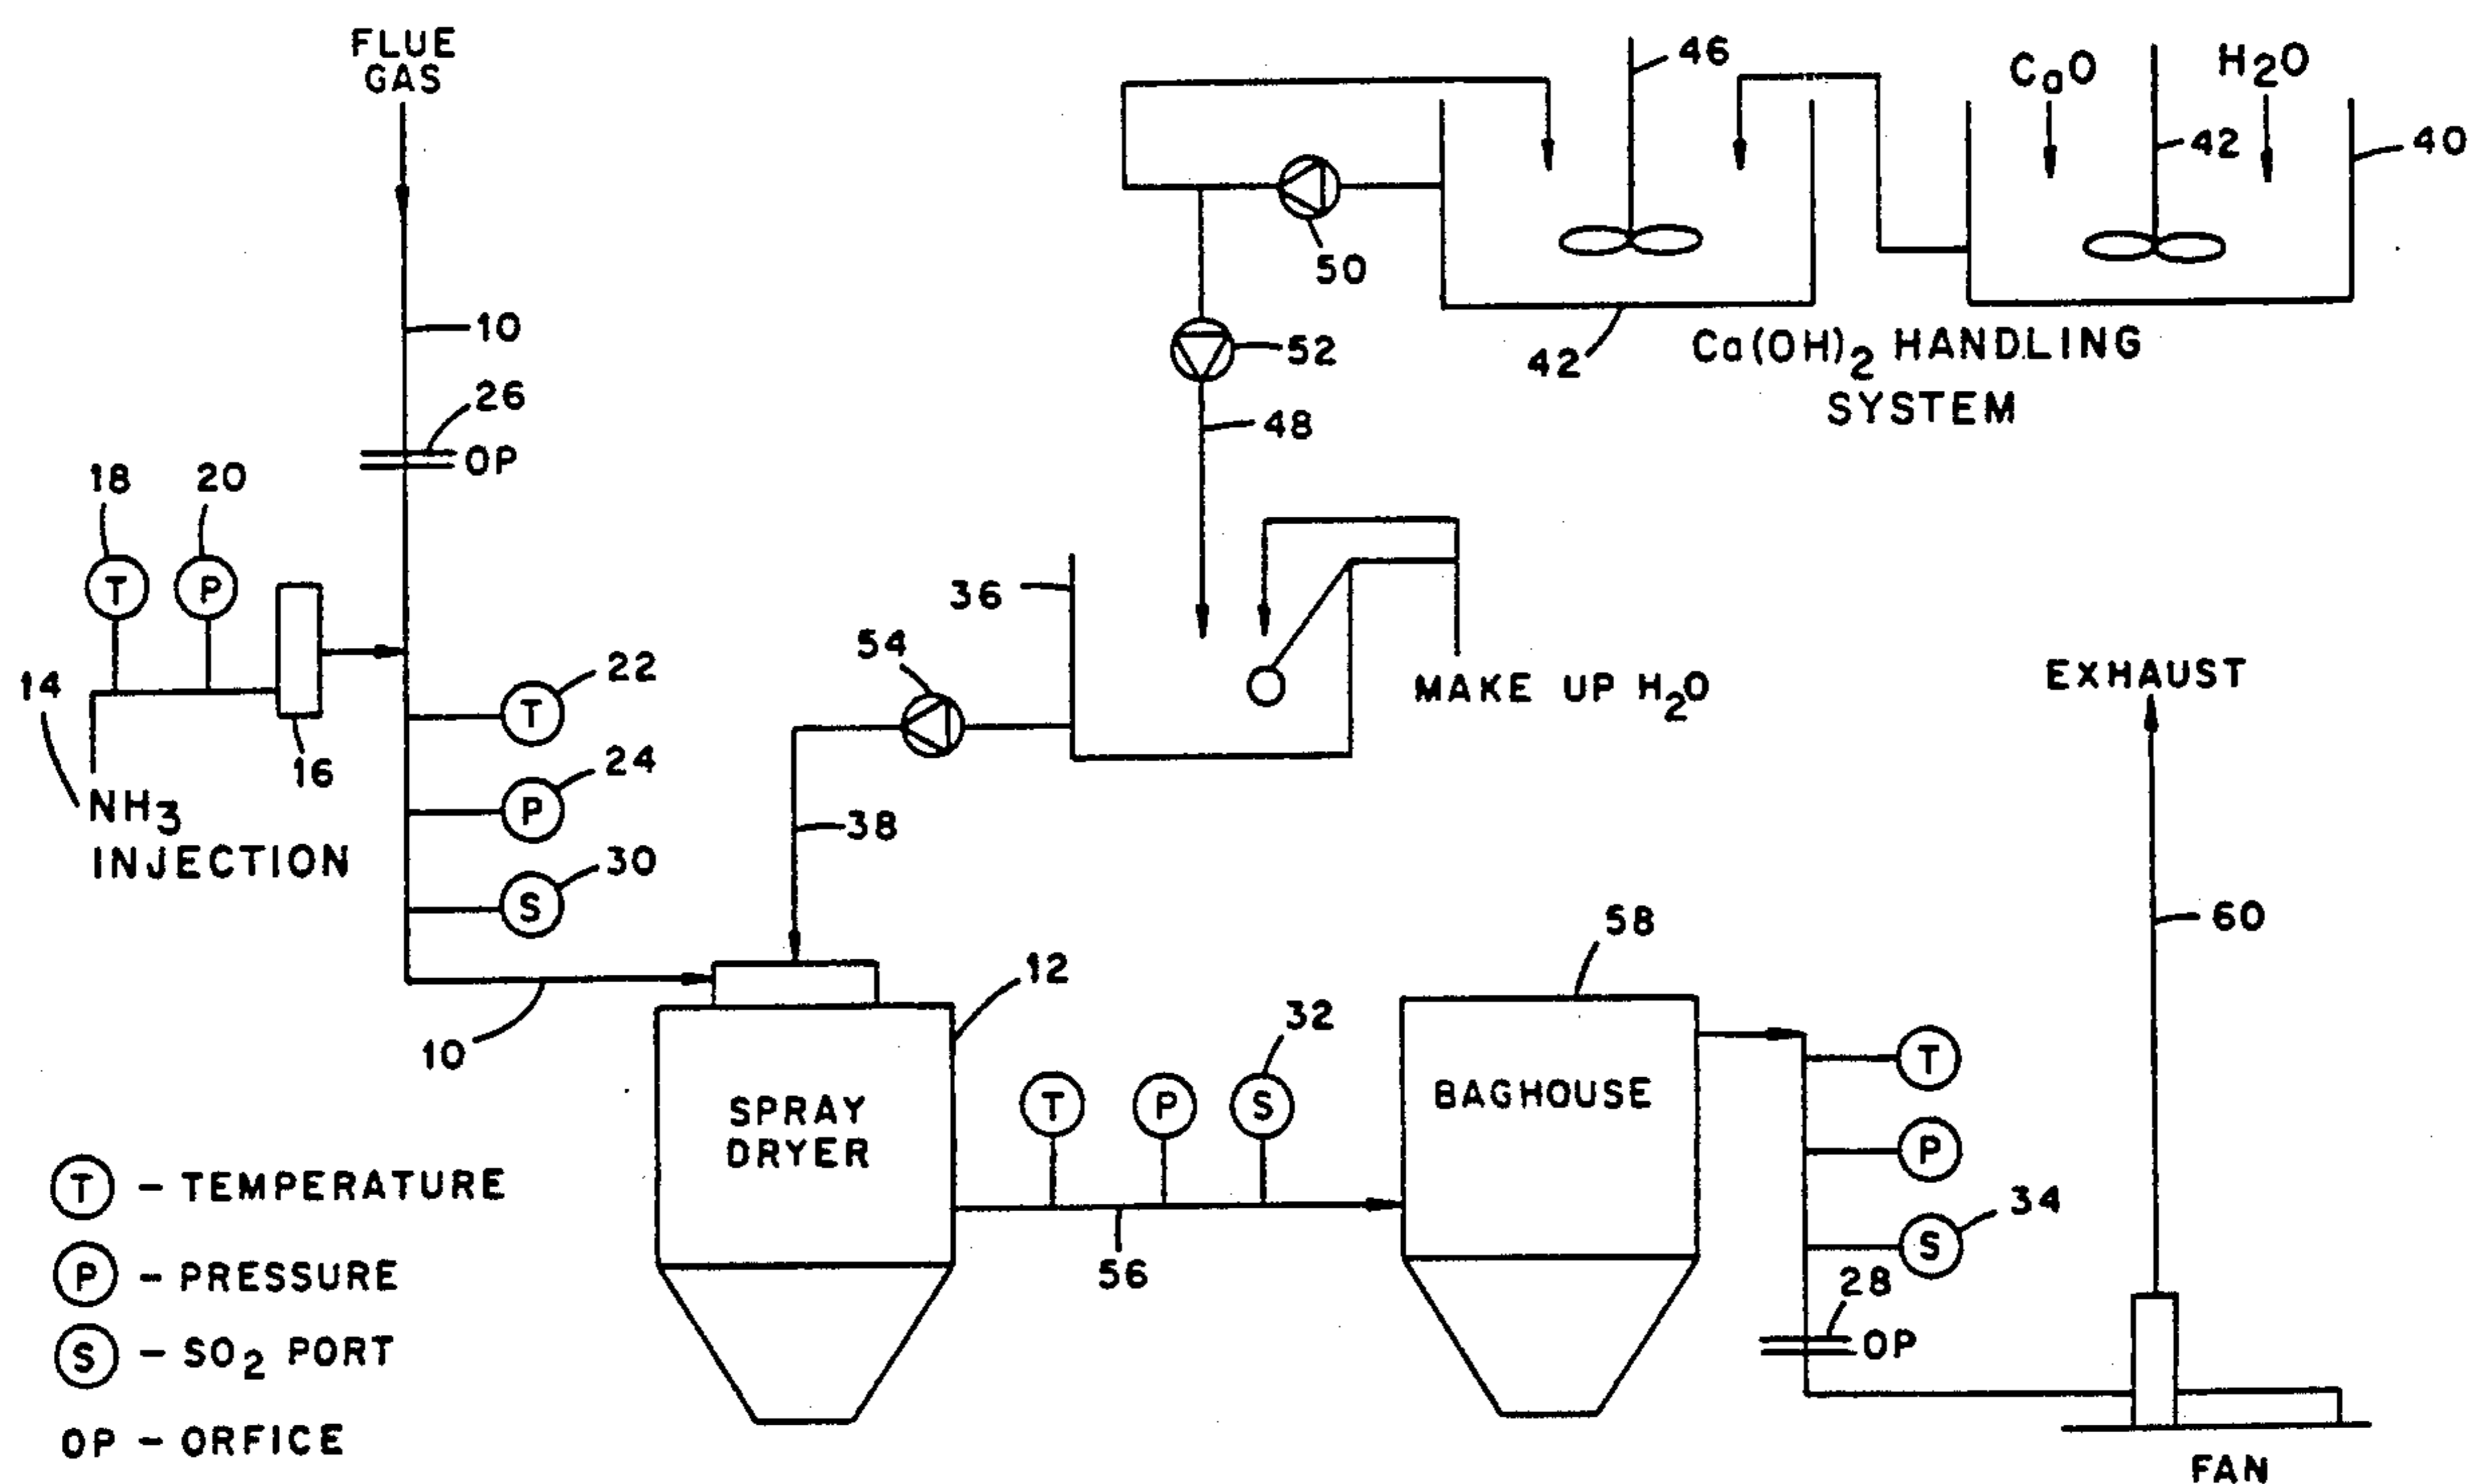 FLUE
GAS
46
CaO
H2O
42
40
50
10
52
42
Ca(OH)2 HANDLING
SYSTEM
26
OP
48
18
20
T
P
36
54
22
T
14
MAKE UP H2O
EXHAUST
16
24
P
NH3
INJECTION
38
30
S
60
58
12
10
32
T
P
S
T
P
S
34
SPRAY
DRYER
BAGHOUSE
56
28
OP
T - TEMPERATURE
P - PRESSURE
S - SO2 PORT
OP - ORFICE
FAN